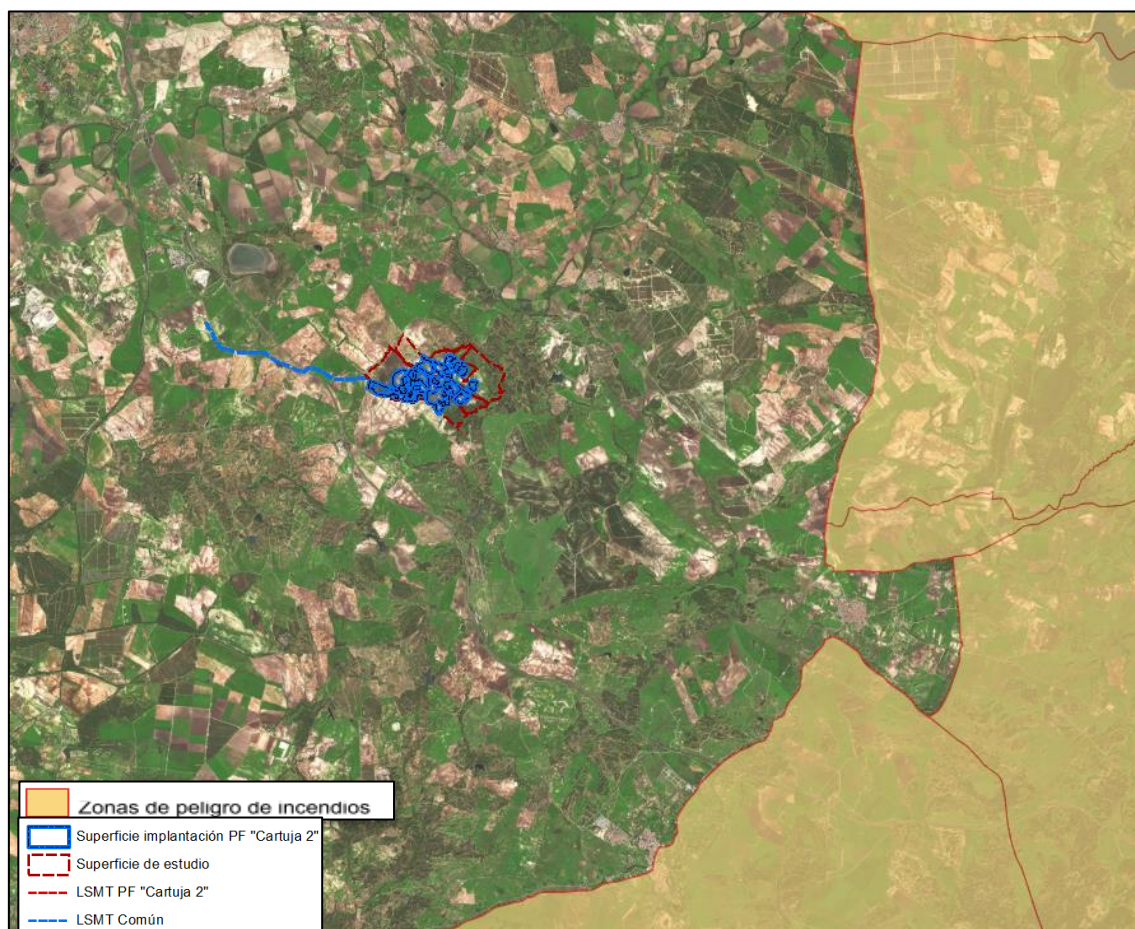 Zonas de peligro de incendios
Superficie implantación PF "Cartuja 2"
Superficie de estudio
LSMT PF "Cartuja 2"
LSMT Común